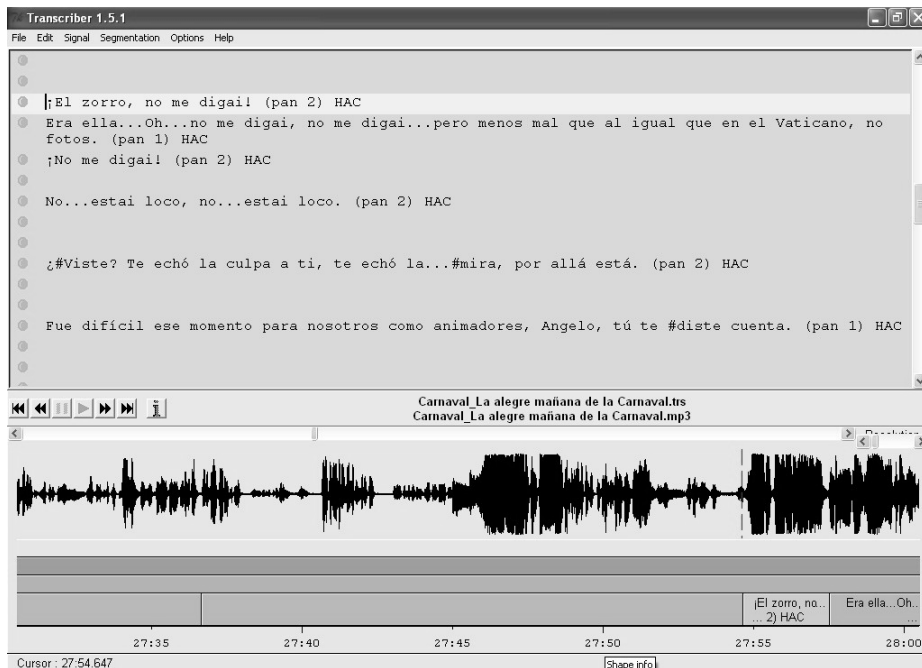 Transcriber 1.5.1
File Edit Signal Segmentation Options Help
¡El zorro, no me digai! (pan 2) HAC
Era ella...Oh...no me digai, no me digai...pero menos mal que al igual que en el Vaticano, no
fotos. (pan 1) HAC
¡No me digai! (pan 2) HAC
No...estai loco, no...estai loco. (pan 2) HAC
¿#Viste? Te echó la culpa a ti, te echó la...#mira, por allá está. (pan 2) HAC
Fue difícil ese momento para nosotros como animadores, Angelo, tú te #diste cuenta. (pan 1) HAC
Carnaval_La alegre mañana de la Carnaval.trs
Carnaval_La alegre mañana de la Carnaval.mp3
¡El zorro, no...
... 2) HAC
Era ella...Oh..
...
27:35 27:40 27:45 27:50 27:55 28:00
Cursor : 27:54.647
Shape info